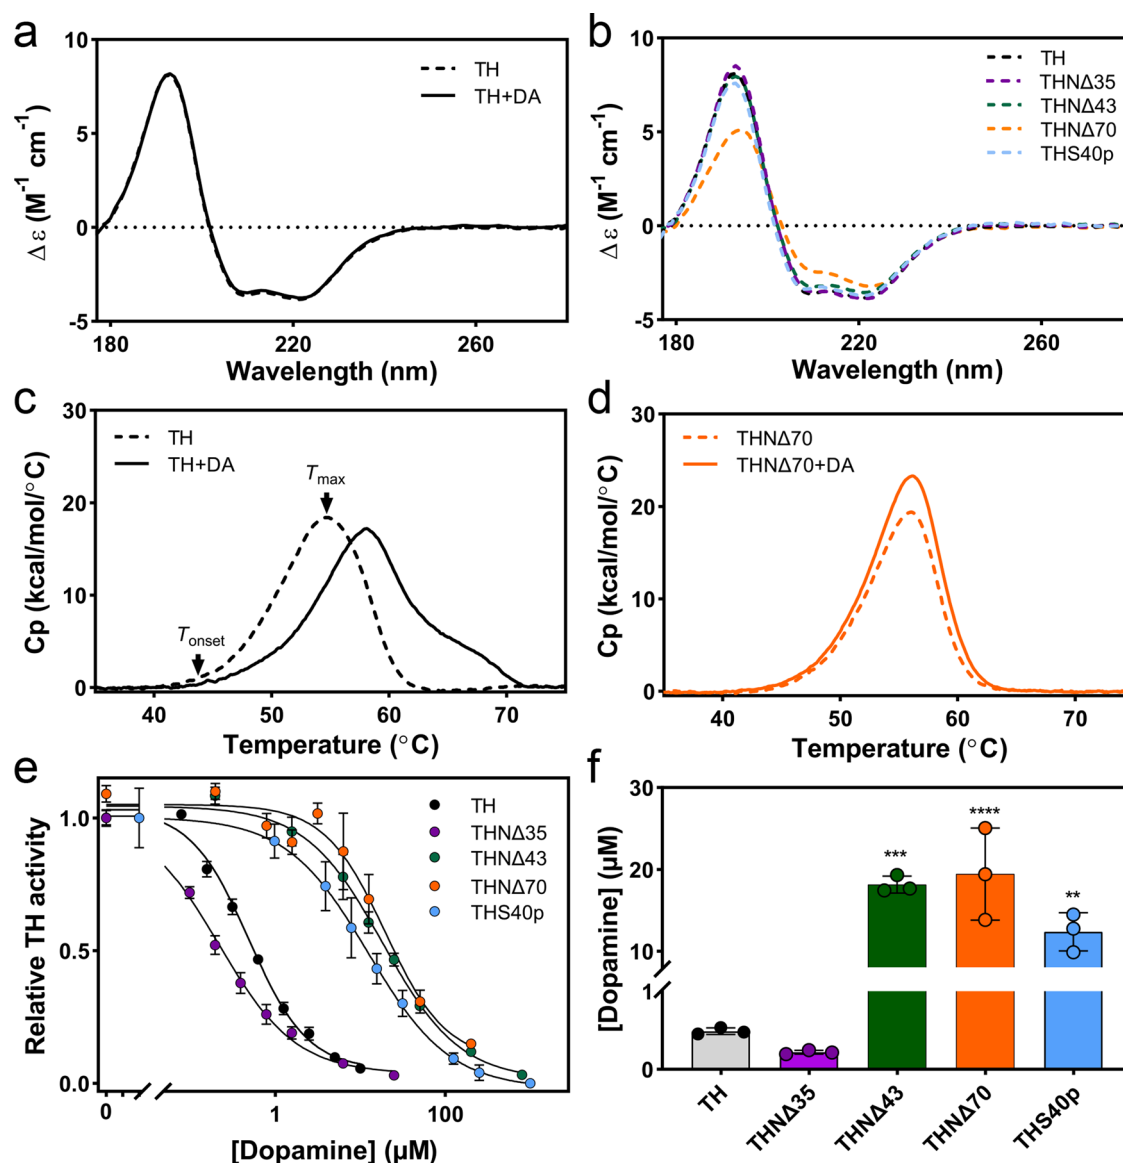 a
10
5
0
-5
Δ ε (M⁻¹ cm⁻¹)
TH
TH+DA
180
220
260
Wavelength (nm)
b
10
5
0
-5
Δ ε (M⁻¹ cm⁻¹)
TH
THNΔ35
THNΔ43
THNΔ70
THS40p
180
220
260
Wavelength (nm)
c
30
20
10
0
Cp (kcal/mol/°C)
TH
TH+DA
Tmax
Tonset
40
50
60
70
Temperature (°C)
d
30
20
10
0
Cp (kcal/mol/°C)
THNΔ70
THNΔ70+DA
40
50
60
70
Temperature (°C)
e
1.0
0.5
0.0
Relative TH activity
TH
THNΔ35
THNΔ43
THNΔ70
THS40p
0
1
100
[Dopamine] (μM)
f
30
20
10
1
0
[Dopamine] (μM)
***
****
**
TH
THNΔ35
THNΔ43
THNΔ70
THS40p